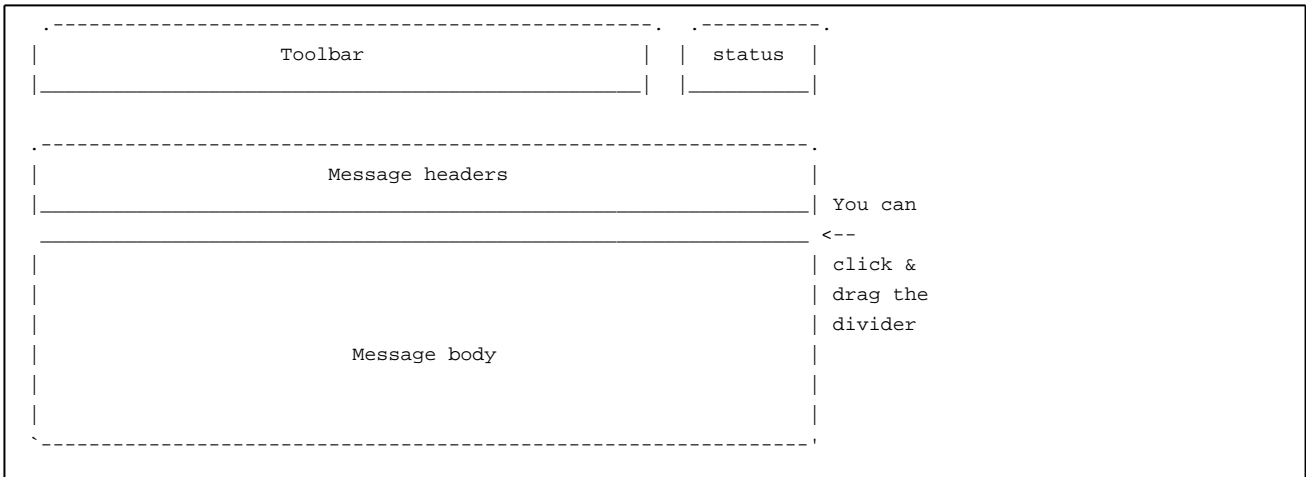 Toolbar status
Message headers
You can
<--
click &
drag the
divider
Message body